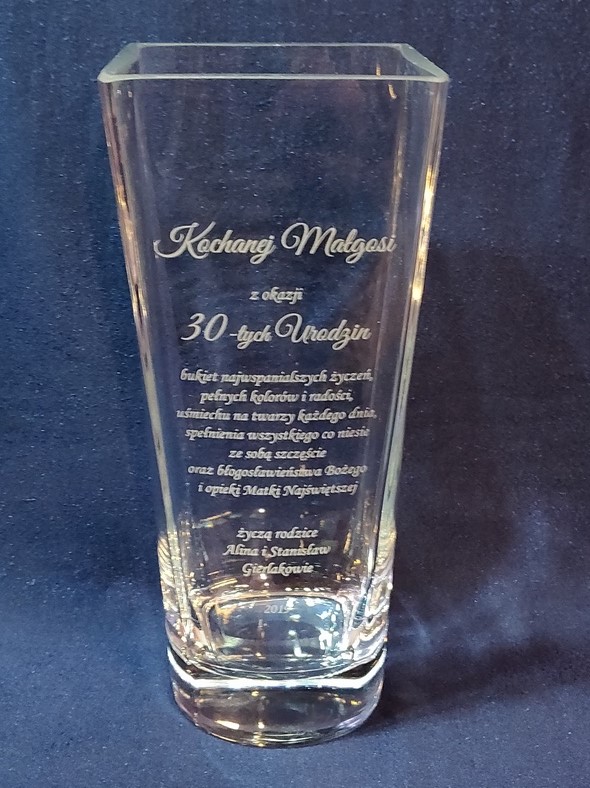 Kochanej Małgosi
z okazji
30-tych Urodzin
bukiet najwspanialszych życzeń,
pełnych kolorów i radości,
uśmiechu na twarzy każdego dnia,
spełnienia wszystkiego co niesie
ze sobą szczęście
oraz błogosławieństwa Bożego
i opieki Matki Najświętszej
życzą rodzice
Alina i Stanisław
Gierlakowie
2019